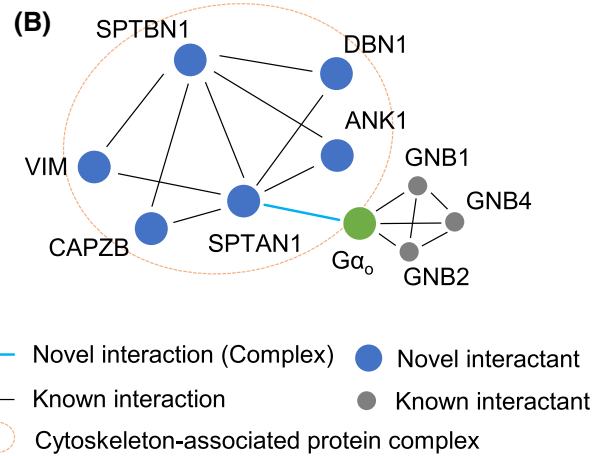 (B)
SPTBN1
DBN1
ANK1
GNB1
VIM
GNB4
SPTAN1
CAPZB
Gαo
GNB2
Novel interaction (Complex)
Novel interactant
Known interaction
Known interactant
Cytoskeleton-associated protein complex